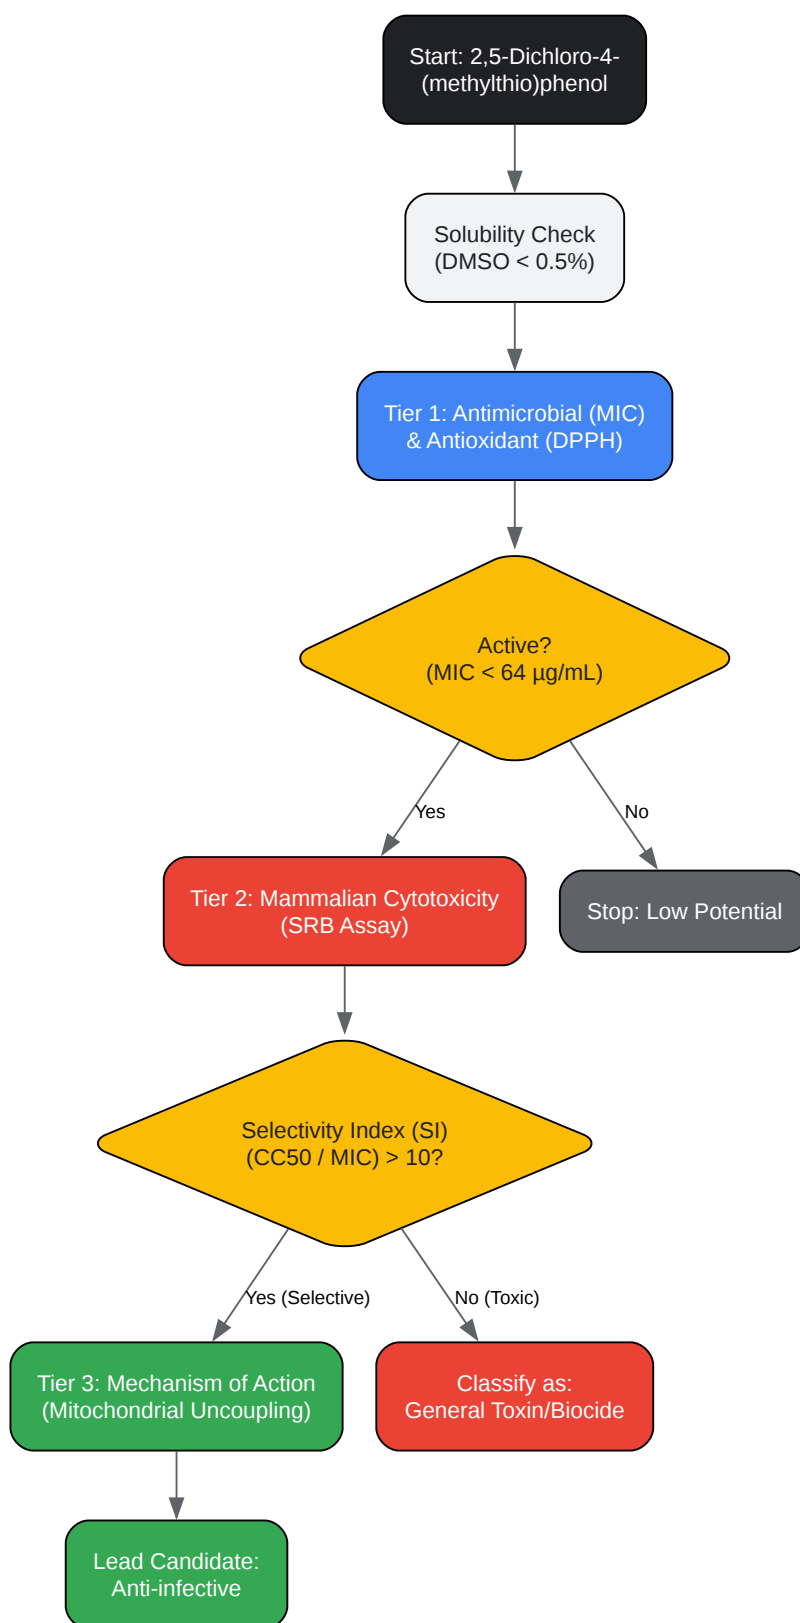 Start: 2,5-Dichloro-4-
(methylthio)phenol
Solubility Check
(DMSO < 0.5%)
Tier 1: Antimicrobial (MIC)
& Antioxidant (DPPH)
Active?
(MIC < 64 µg/mL)
Yes
No
Tier 2: Mammalian Cytotoxicity
(SRB Assay)
Stop: Low Potential
Selectivity Index (SI)
(CC50 / MIC) > 10?
Yes (Selective)
No (Toxic)
Tier 3: Mechanism of Action
(Mitochondrial Uncoupling)
Classify as:
General Toxin/Biocide
Lead Candidate:
Anti-infective